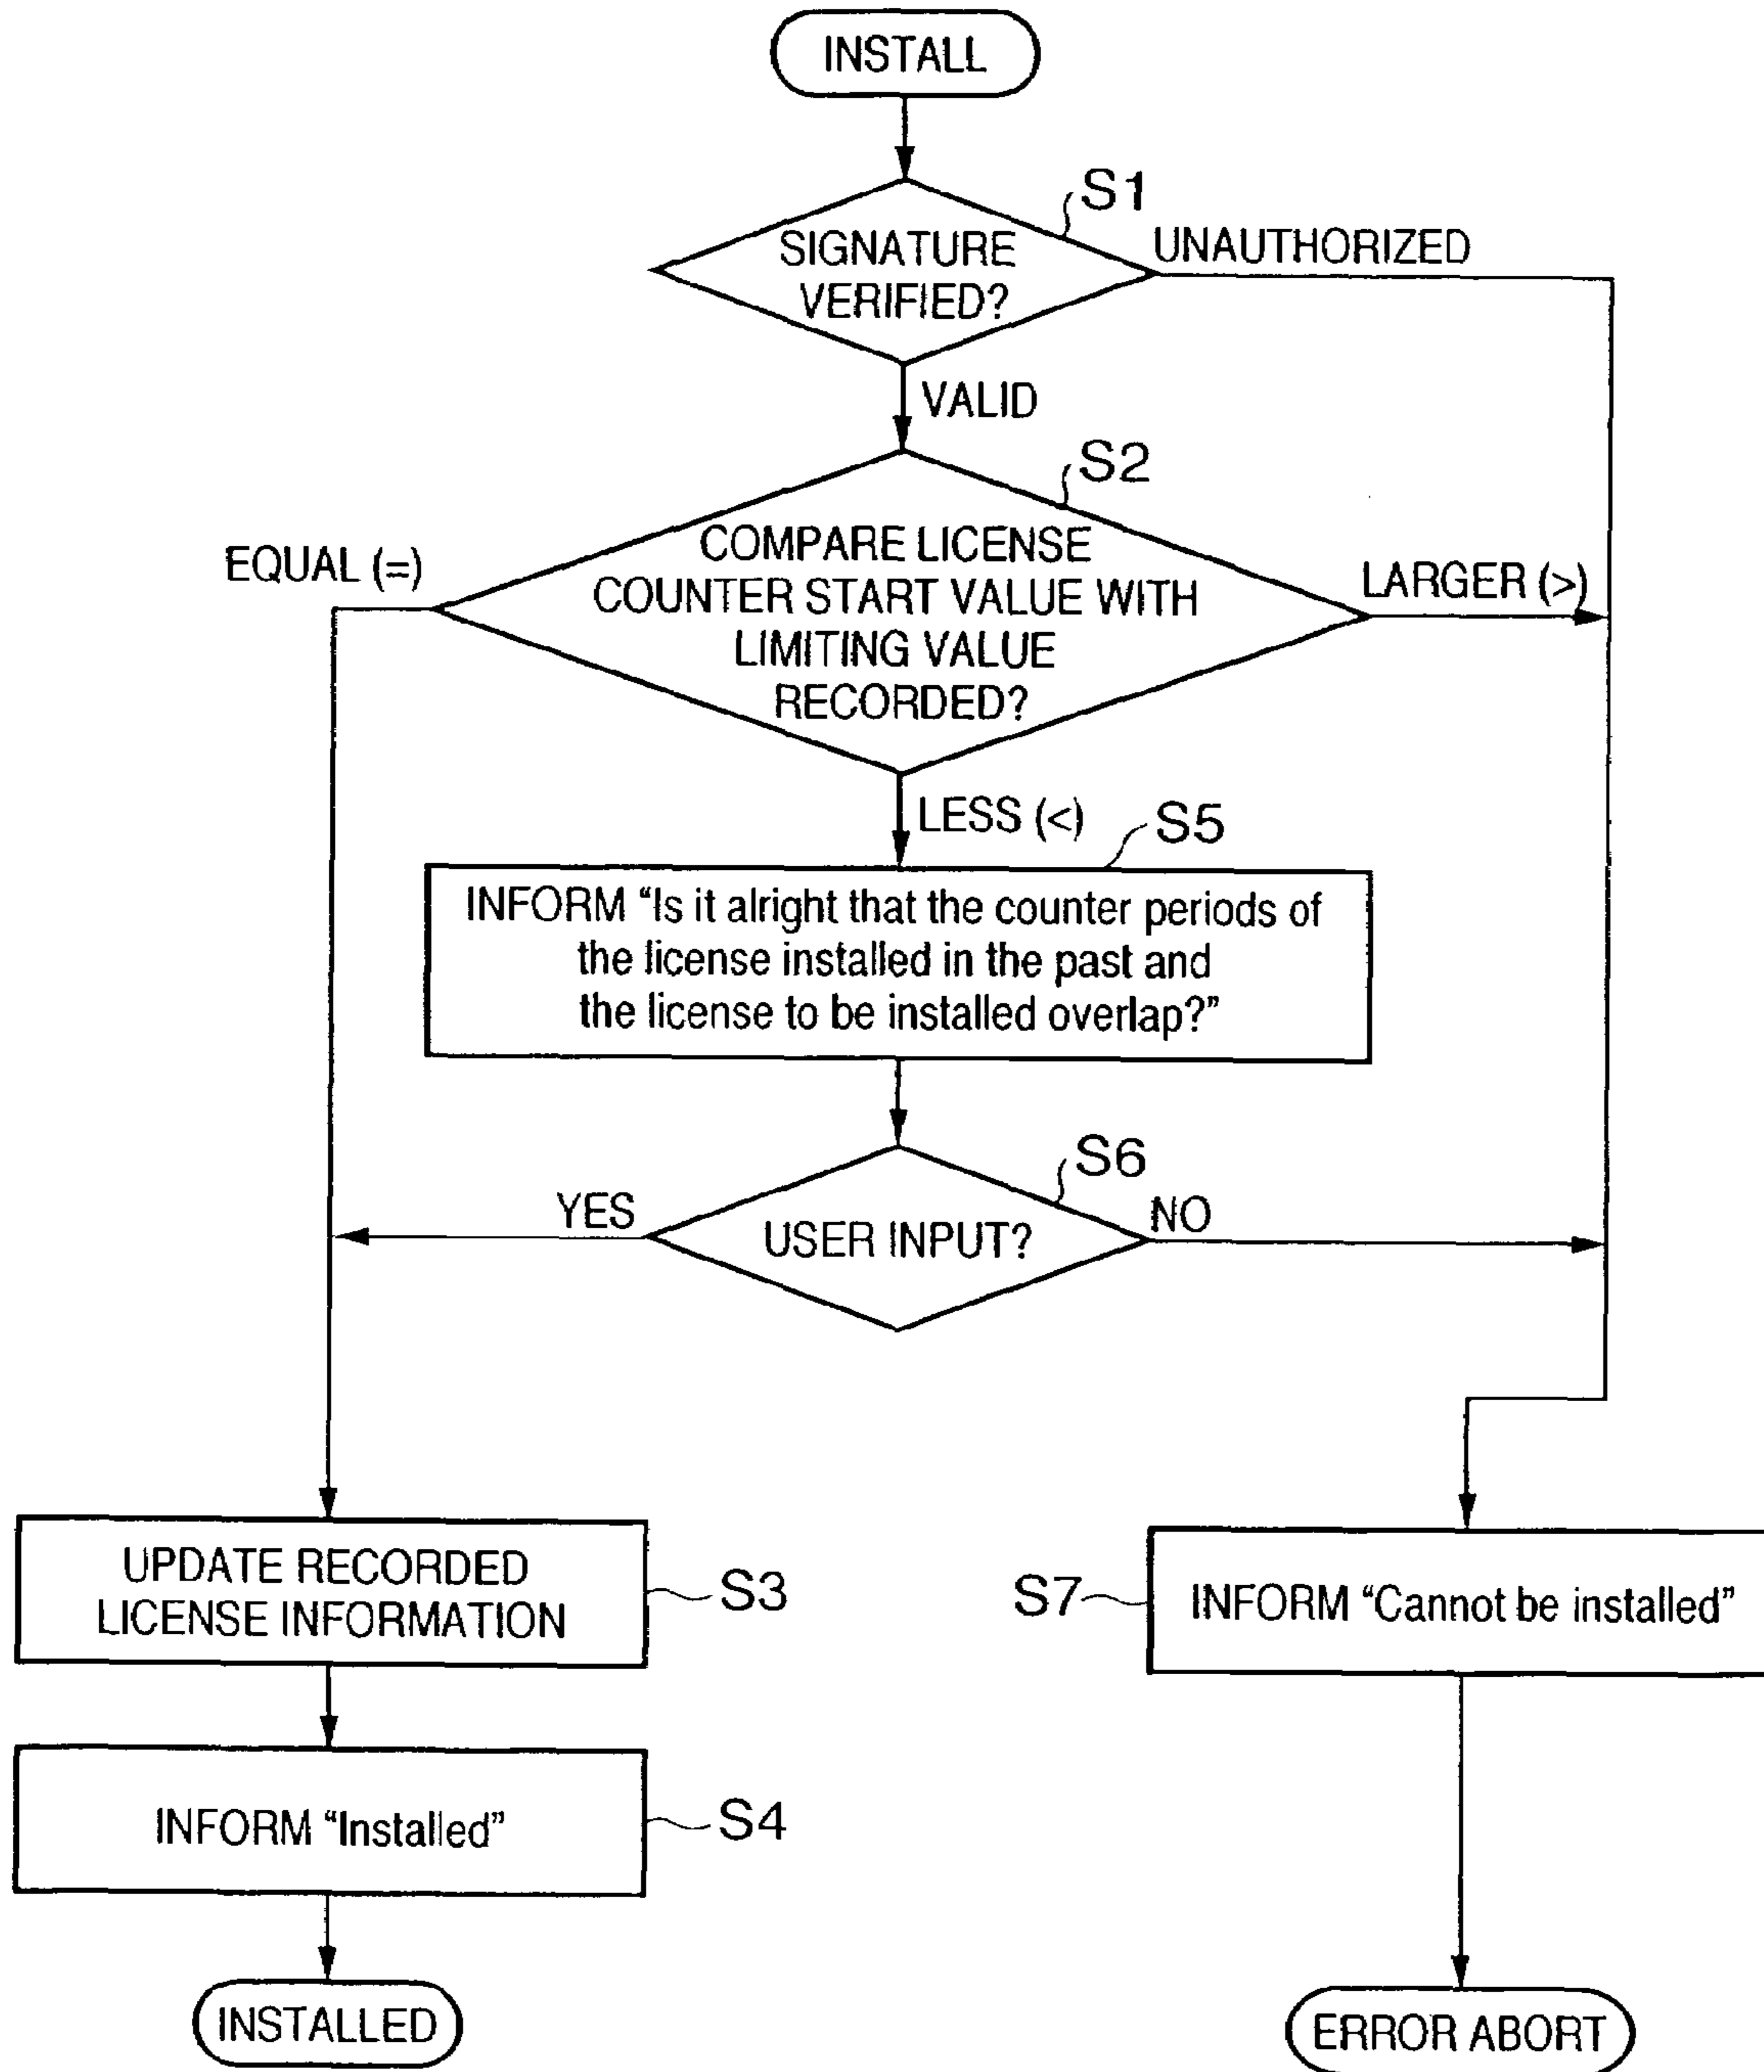 INSTALL
S1
SIGNATURE
VERIFIED?
UNAUTHORIZED
VALID
S2
COMPARE LICENSE
COUNTER START VALUE WITH
LIMITING VALUE
RECORDED?
EQUAL (=)
LARGER (>)
LESS (<)
S5
INFORM “Is it alright that the counter periods of
the license installed in the past and
the license to be installed overlap?”
S6
YES
USER INPUT?
NO
UPDATE RECORDED
LICENSE INFORMATION
S3
S7
INFORM “Cannot be installed”
INFORM “Installed”
S4
INSTALLED
ERROR ABORT